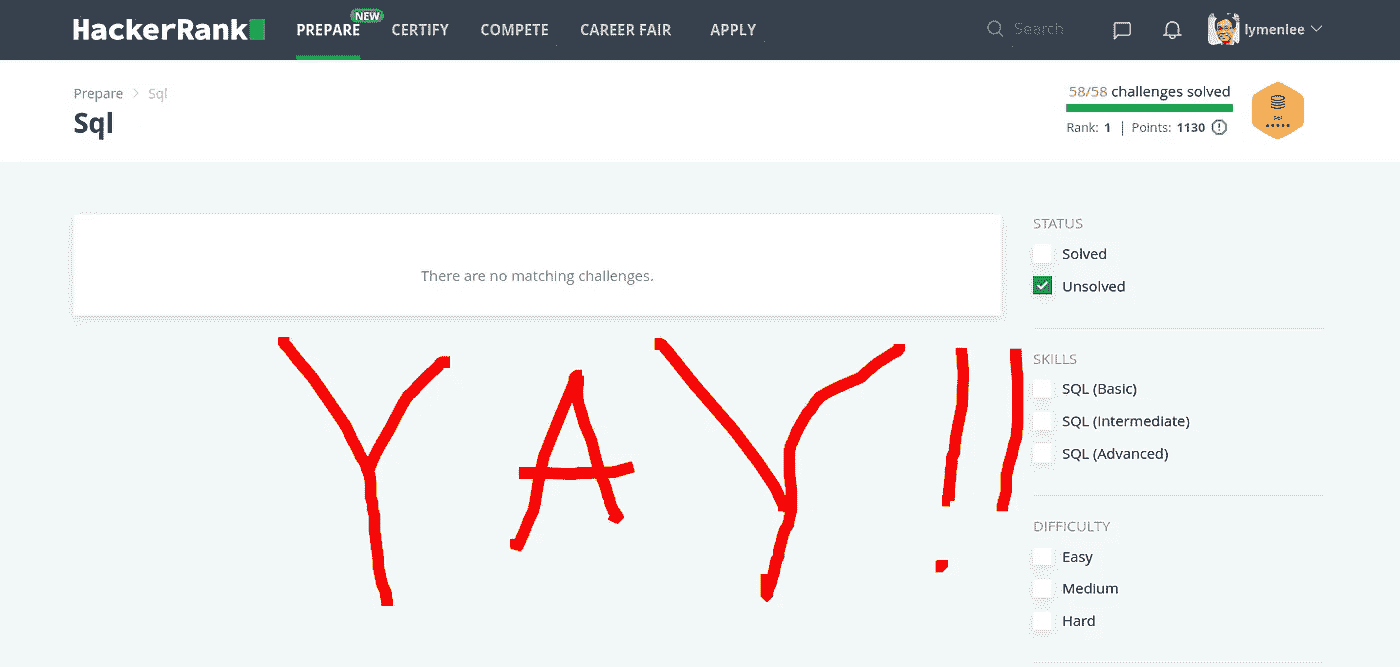 HackerRank PREPARE NEW CERTIFY COMPETE CAREER FAIR APPLY Search lymenlee
Prepare > Sql
Sql
58/58 challenges solved
Rank: 1 | Points: 1130
Sql
There are no matching challenges.
STATUS
Solved
Unsolved
SKILLS
SQL (Basic)
SQL (Intermediate)
SQL (Advanced)
DIFFICULTY
Easy
Medium
Hard
YAY!!